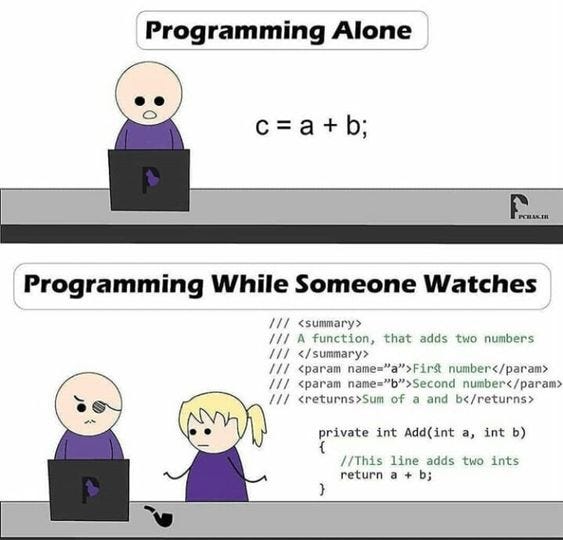 Programming Alone
c = a + b;
PCBAS.IR
Programming While Someone Watches
/// <summary>
/// A function, that adds two numbers
/// </summary>
/// <param name="a">First number</param>
/// <param name="b">Second number</param>
/// <returns>Sum of a and b</returns>
private int Add(int a, int b)
{
//This line adds two ints
return a + b;
}